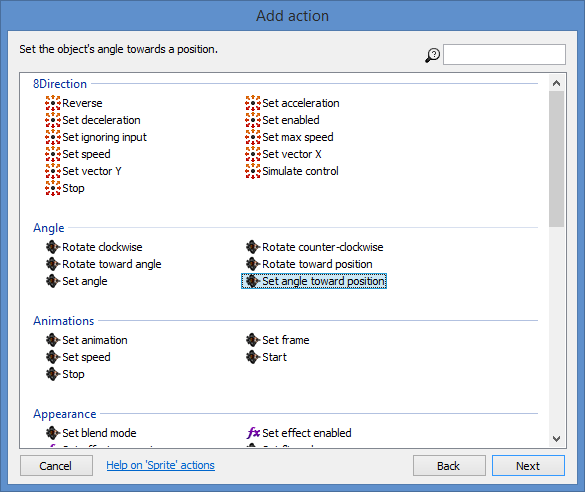 Add action
Set the object's angle towards a position.
8Direction
Reverse Set acceleration
Set deceleration Set enabled
Set ignoring input Set max speed
Set speed Set vector X
Set vector Y Simulate control
Stop
Angle
Rotate clockwise Rotate counter-clockwise
Rotate toward angle Rotate toward position
Set angle Set angle toward position
Animations
Set animation Set frame
Set speed Start
Stop
Appearance
Set blend mode fx Set effect enabled
Cancel Help on 'Sprite' actions Back Next